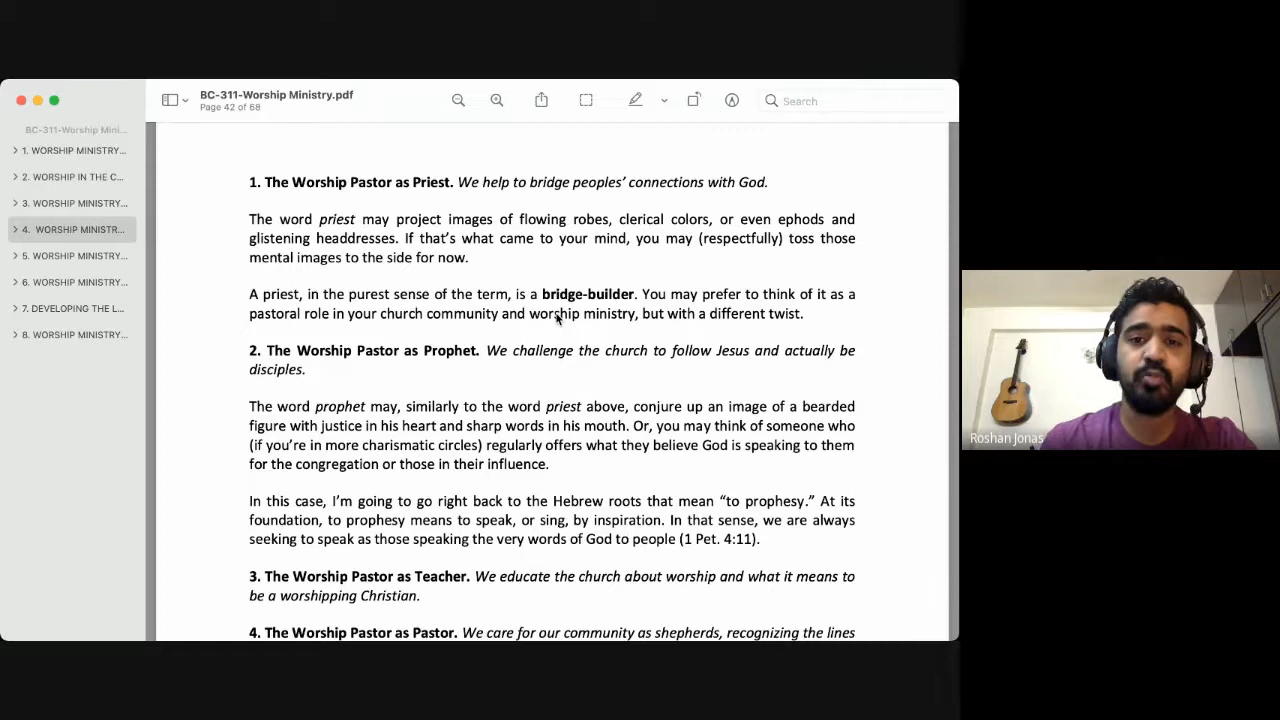 BC-311-Worship Ministry.pdf
Page 42 of 68
Search
BC-311-Worship Mini...
1. WORSHIP MINISTRY...
2. WORSHIP IN THE C...
3. WORSHIP MINISTRY...
4. WORSHIP MINISTR...
5. WORSHIP MINISTRY...
6. WORSHIP MINISTRY...
7. DEVELOPING THE L...
8. WORSHIP MINISTRY...
1. The Worship Pastor as Priest. We help to bridge peoples’ connections with God.
The word priest may project images of flowing robes, clerical colors, or even ephods and
glistening headdresses. If that’s what came to your mind, you may (respectfully) toss those
mental images to the side for now.
A priest, in the purest sense of the term, is a bridge-builder. You may prefer to think of it as a
pastoral role in your church community and worship ministry, but with a different twist.
2. The Worship Pastor as Prophet. We challenge the church to follow Jesus and actually be
disciples.
The word prophet may, similarly to the word priest above, conjure up an image of a bearded
figure with justice in his heart and sharp words in his mouth. Or, you may think of someone who
(if you’re in more charismatic circles) regularly offers what they believe God is speaking to them
for the congregation or those in their influence.
In this case, I’m going to go right back to the Hebrew roots that mean “to prophesy.” At its
foundation, to prophesy means to speak, or sing, by inspiration. In that sense, we are always
seeking to speak as those speaking the very words of God to people (1 Pet. 4:11).
3. The Worship Pastor as Teacher. We educate the church about worship and what it means to
be a worshipping Christian.
4. The Worship Pastor as Pastor. We care for our community as shepherds, recognizing the lines
Roshan Jonas